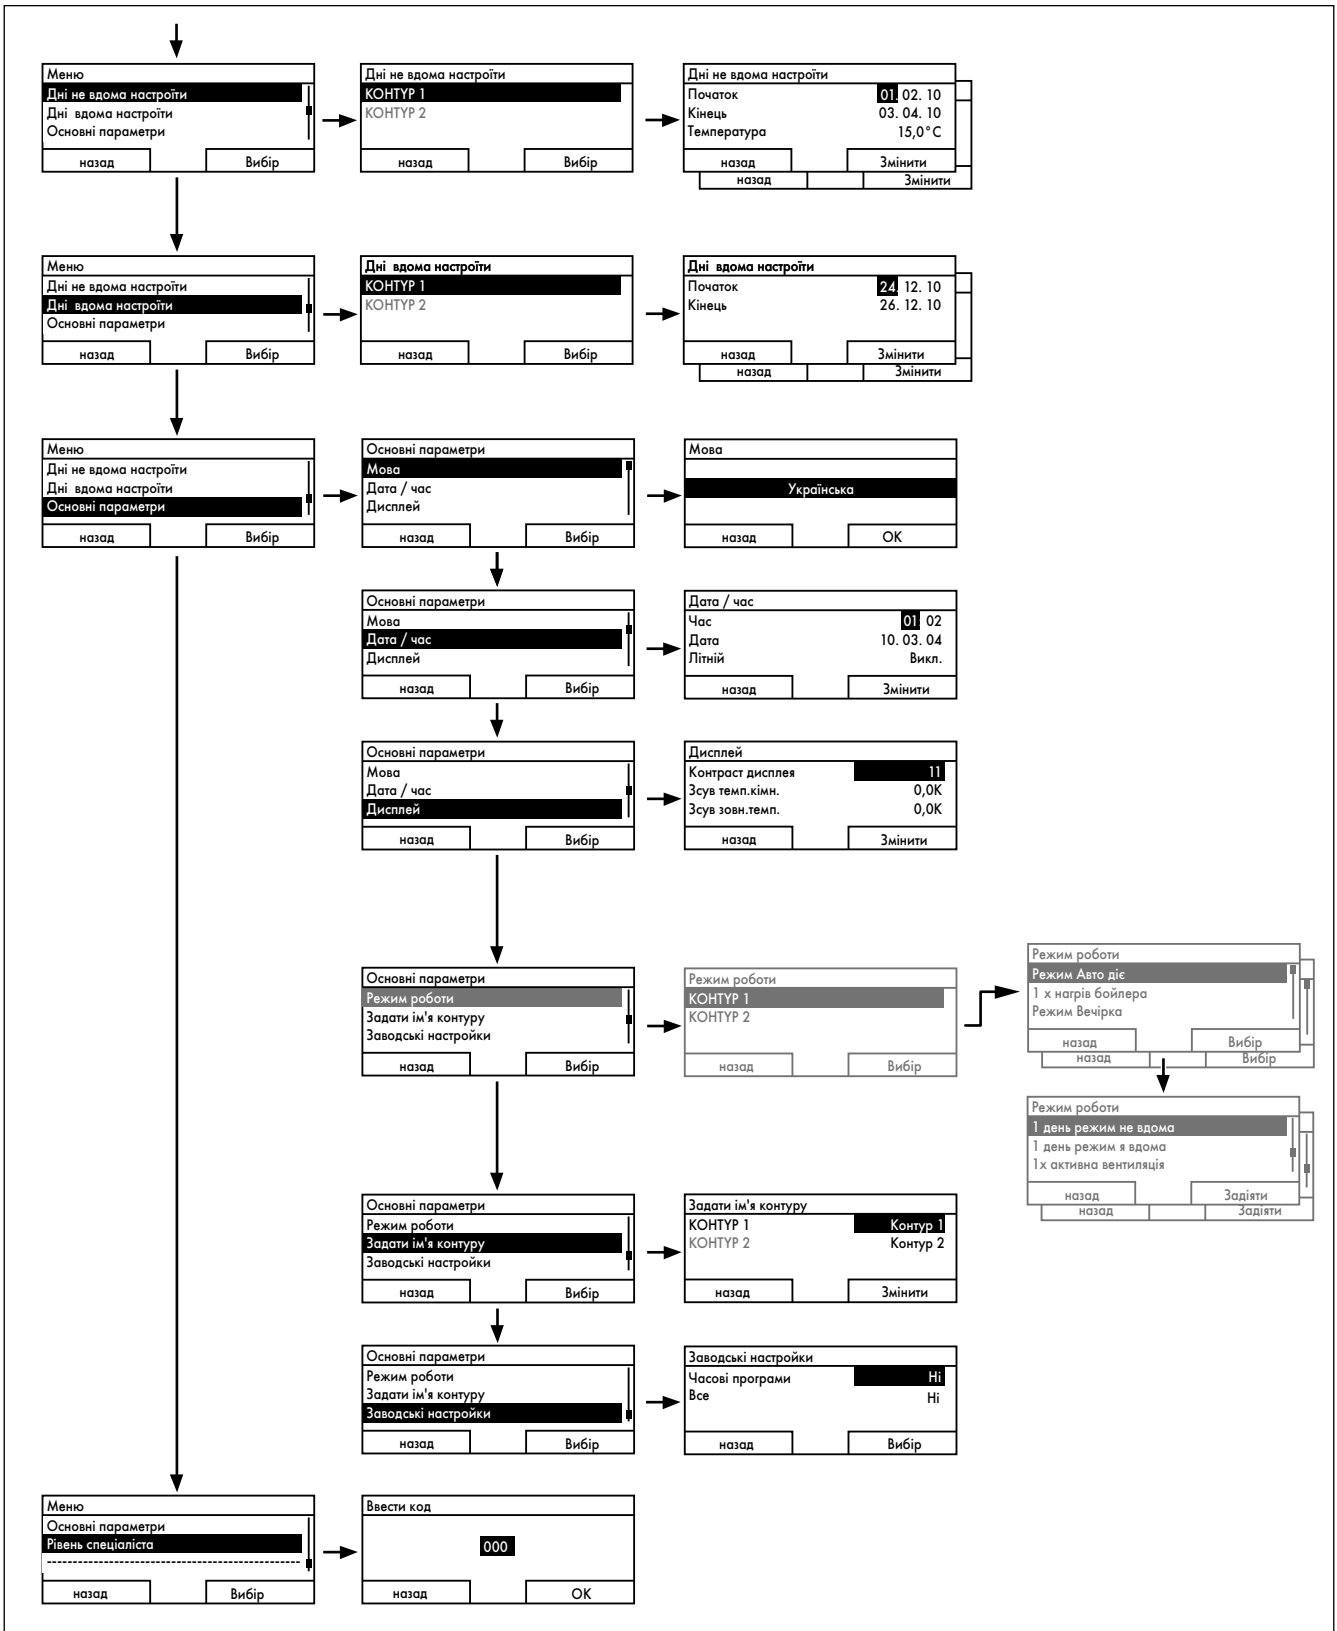 Меню
Дні не вдома настроїти
Дні вдома настроїти
Основні параметри
назад Вибір
Дні не вдома настроїти
КОНТУР 1
КОНТУР 2
назад Вибір
Дні не вдома настроїти
Початок 01. 02. 10
Кінець 03. 04. 10
Температура 15,0°C
назад Змінити
назад Змінити
Меню
Дні не вдома настроїти
Дні вдома настроїти
Основні параметри
назад Вибір
Дні вдома настроїти
КОНТУР 1
КОНТУР 2
назад Вибір
Дні вдома настроїти
Початок 24. 12. 10
Кінець 26. 12. 10
назад Змінити
назад Змінити
Меню
Дні не вдома настроїти
Дні вдома настроїти
Основні параметри
назад Вибір
Основні параметри
Мова
Дата / час
Дисплей
назад Вибір
Мова
Українська
назад OK
Основні параметри
Мова
Дата / час
Дисплей
назад Вибір
Дата / час
Час 01: 02
Дата 10. 03. 04
Літній Викл.
назад Змінити
Основні параметри
Мова
Дата / час
Дисплей
назад Вибір
Дисплей
Контраст дисплея 11
Зсув темп.кімн. 0,0K
Зсув зовн.темп. 0,0K
назад Змінити
Основні параметри
Режим роботи
Задати ім'я контуру
Заводські настройки
назад Вибір
Режим роботи
КОНТУР 1
КОНТУР 2
назад Вибір
Режим роботи
Режим Авто діє
1 x нагрів бойлера
Режим Вечірка
назад Вибір
назад Вибір
Режим роботи
1 день режим не вдома
1 день режим я вдома
1x активна вентиляція
назад Задіяти
назад Задіяти
Основні параметри
Режим роботи
Задати ім'я контуру
Заводські настройки
назад Вибір
Задати ім'я контуру
КОНТУР 1 Контур 1
КОНТУР 2 Контур 2
назад Змінити
Основні параметри
Режим роботи
Задати ім'я контуру
Заводські настройки
назад Вибір
Заводські настройки
Часові програми Ні
Все Ні
назад Вибір
Меню
Основні параметри
Рівень спеціаліста
--------------------------------------------
назад Вибір
Ввести код
000
назад OK